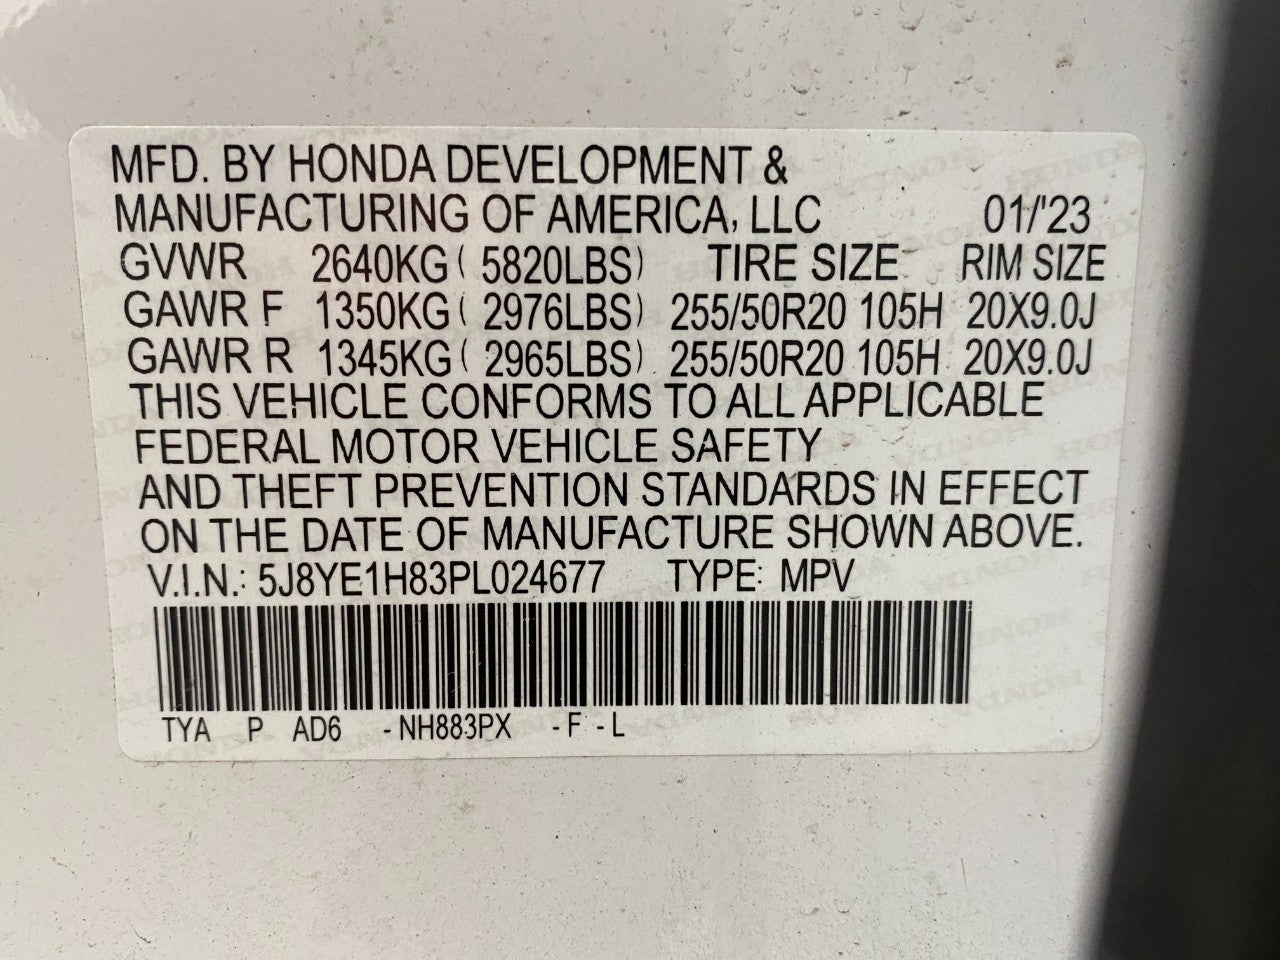 MFD. BY HONDA DEVELOPMENT &
MANUFACTURING OF AMERICA, LLC 01/'23
GVWR 2640KG ( 5820LBS) TIRE SIZE RIM SIZE
GAWR F 1350KG ( 2976LBS) 255/50R20 105H 20X9.0J
GAWR R 1345KG ( 2965LBS) 255/50R20 105H 20X9.0J
THIS VEHICLE CONFORMS TO ALL APPLICABLE
FEDERAL MOTOR VEHICLE SAFETY
AND THEFT PREVENTION STANDARDS IN EFFECT
ON THE DATE OF MANUFACTURE SHOWN ABOVE.
V.I.N.: 5J8YE1H83PL024677 TYPE: MPV
TYA P AD6 -NH883PX -F -L